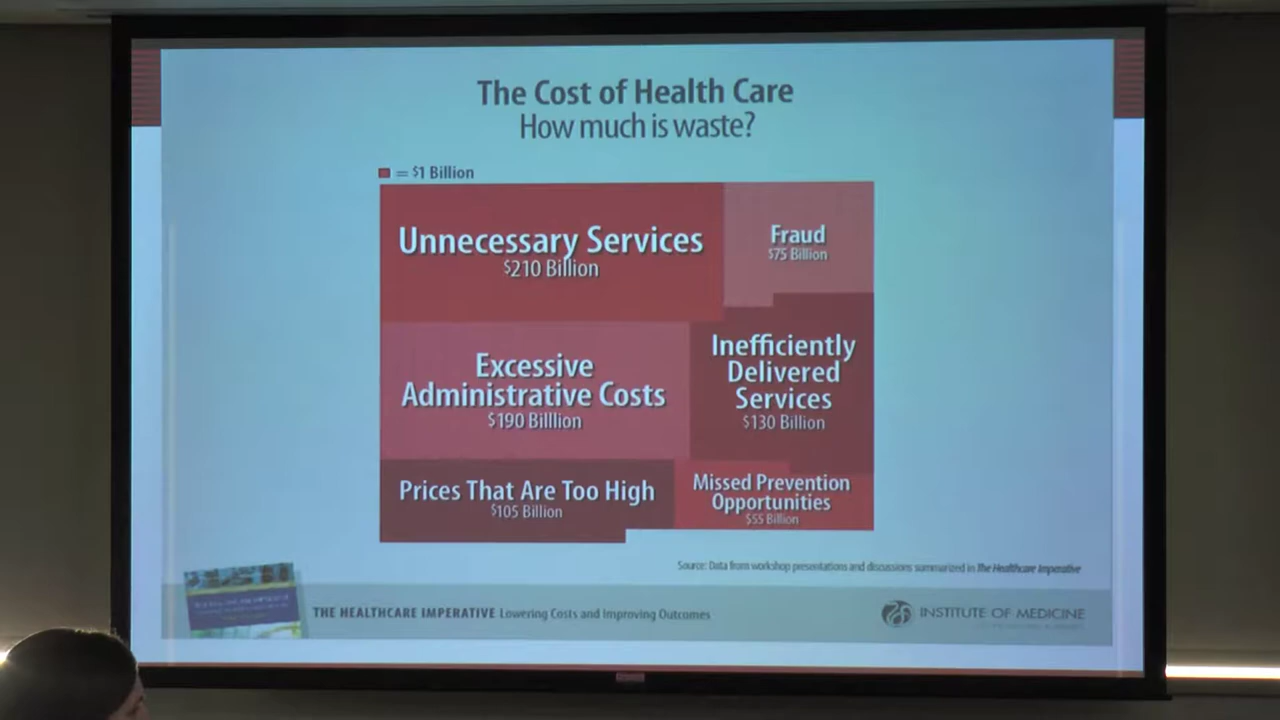 The Cost of Health Care
How much is waste?
= $1 Billion
Unnecessary Services
$210 Billion
Fraud
$75 Billion
Excessive
Administrative Costs
$190 Billlion
Inefficiently
Delivered
Services
$130 Billion
Prices That Are Too High
$105 Billion
Missed Prevention
Opportunities
$55 Billion
Source: Data from workshop presentations and discussions summarized in The Healthcare Imperative
THE HEALTHCARE IMPERATIVE Lowering Costs and Improving Outcomes
INSTITUTE OF MEDICINE